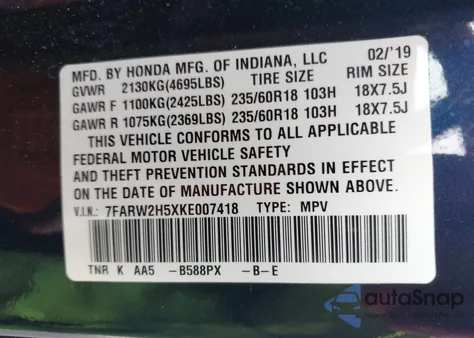 MFD. BY HONDA MFG. OF INDIANA, LLC 02/'19
GVWR 2130KG(4695LBS) TIRE SIZE RIM SIZE
GAWR F 1100KG(2425LBS) 235/60R18 103H 18X7.5J
GAWR R 1075KG(2369LBS) 235/60R18 103H 18X7.5J
THIS VEHICLE CONFORMS TO ALL APPLICABLE
FEDERAL MOTOR VEHICLE SAFETY
AND THEFT PREVENTION STANDARDS IN EFFECT
ON THE DATE OF MANUFACTURE SHOWN ABOVE.
V.I.N.: 7FARW2H5XKE007418 TYPE: MPV
TNR K AA5 -B588PX -B-E
autoSnap